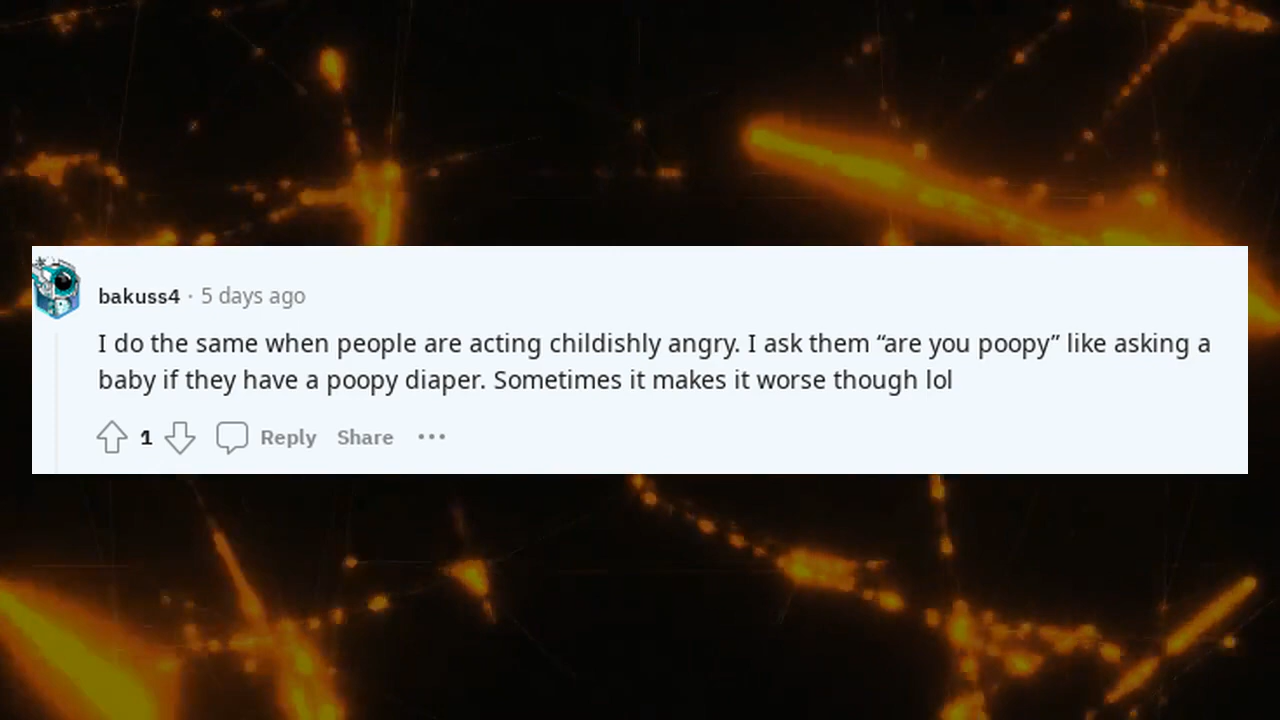 bakuss4 · 5 days ago
I do the same when people are acting childishly angry. I ask them “are you poopy” like asking a
baby if they have a poopy diaper. Sometimes it makes it worse though lol
1 Reply Share •••